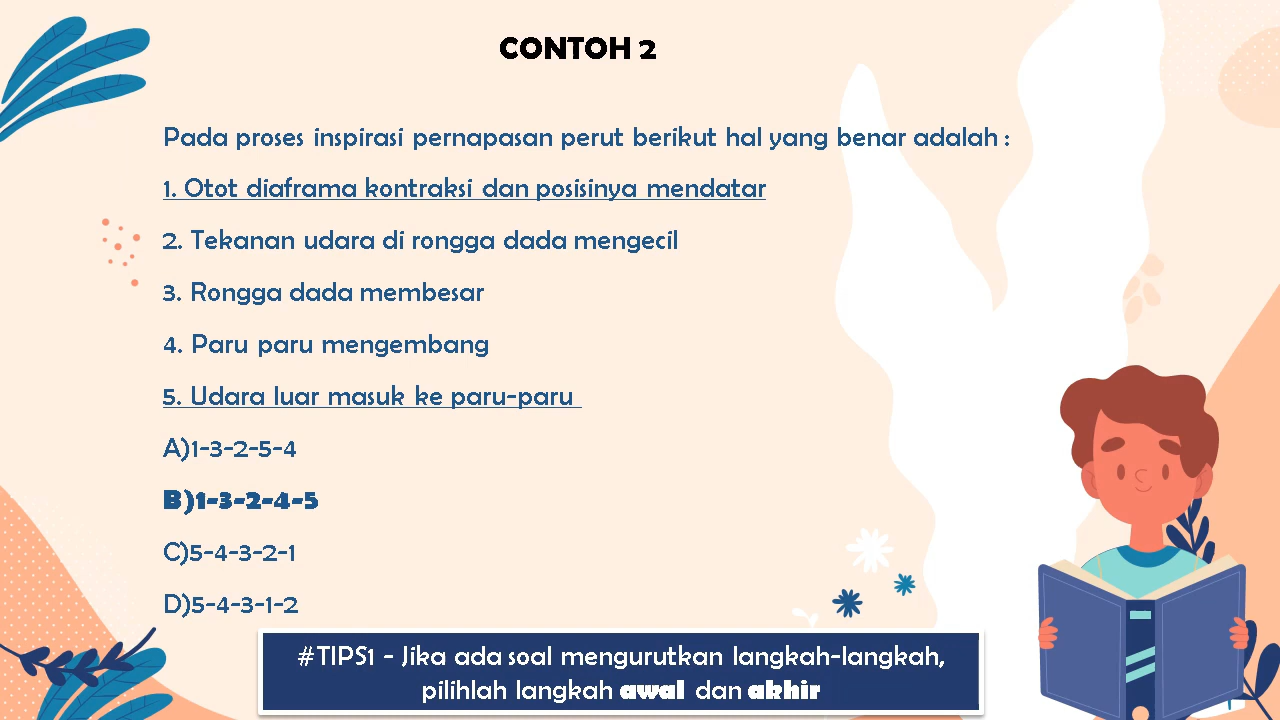 CONTOH 2
Pada proses inspirasi pernapasan perut berikut hal yang benar adalah :
1. Otot diaframa kontraksi dan posisinya mendatar
2. Tekanan udara di rongga dada mengecil
3. Rongga dada membesar
4. Paru paru mengembang
5. Udara luar masuk ke paru-paru
A)1-3-2-5-4
B)1-3-2-4-5
C)5-4-3-2-1
D)5-4-3-1-2
#TIPS1 - Jika ada soal mengurutkan langkah-langkah,
pilihlah langkah awal dan akhir